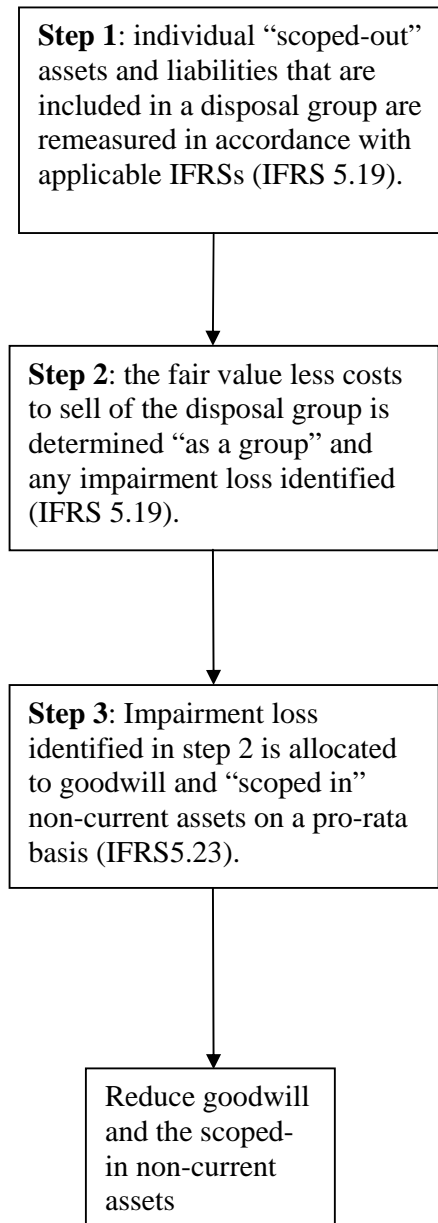 Step 1: individual “scoped-out”
assets and liabilities that are
included in a disposal group are
remeasured in accordance with
applicable IFRSs (IFRS 5.19).
Step 2: the fair value less costs
to sell of the disposal group is
determined “as a group” and
any impairment loss identified
(IFRS 5.19).
Step 3: Impairment loss
identified in step 2 is allocated
to goodwill and “scoped in”
non-current assets on a pro-rata
basis (IFRS5.23).
Reduce goodwill
and the scoped-
in non-current
assets